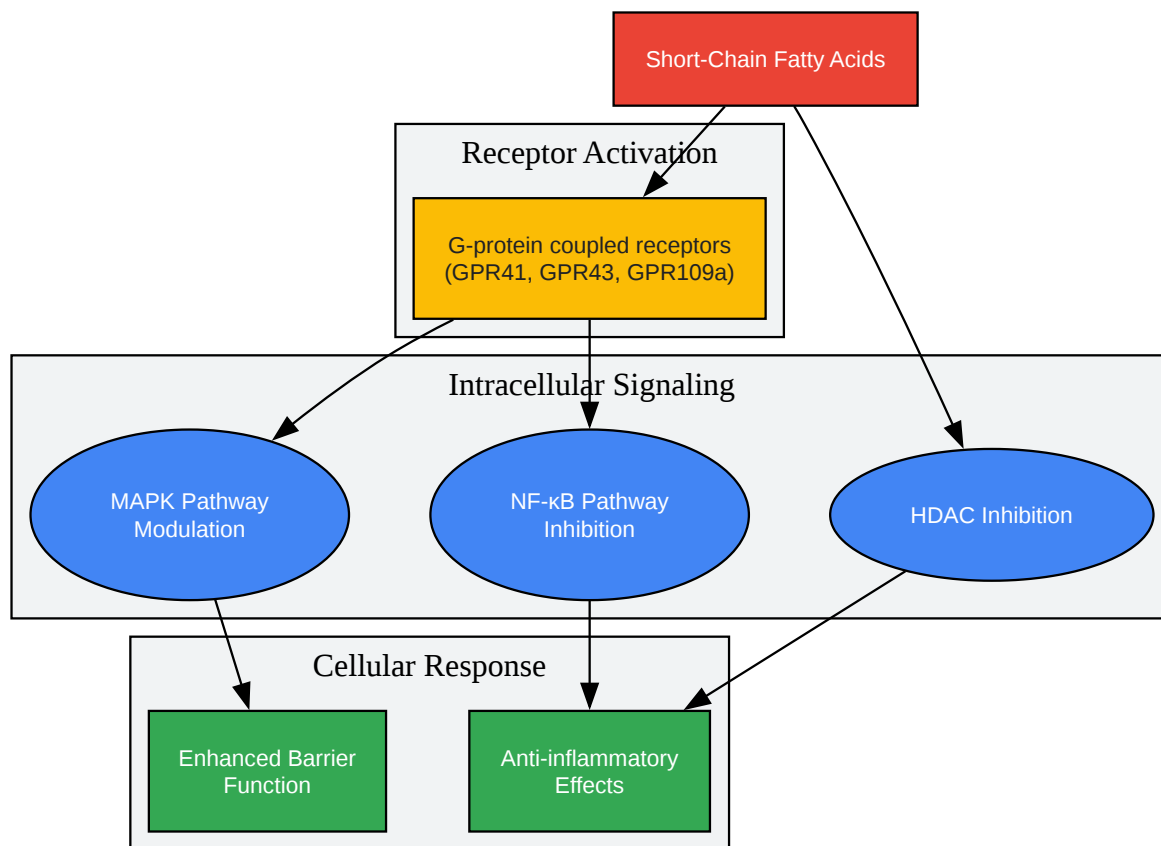 Short-Chain Fatty Acids
Receptor Activation
G-protein coupled receptors
(GPR41, GPR43, GPR109a)
Intracellular Signaling
MAPK Pathway
Modulation
NF-κB Pathway
Inhibition
HDAC Inhibition
Cellular Response
Enhanced Barrier
Function
Anti-inflammatory
Effects